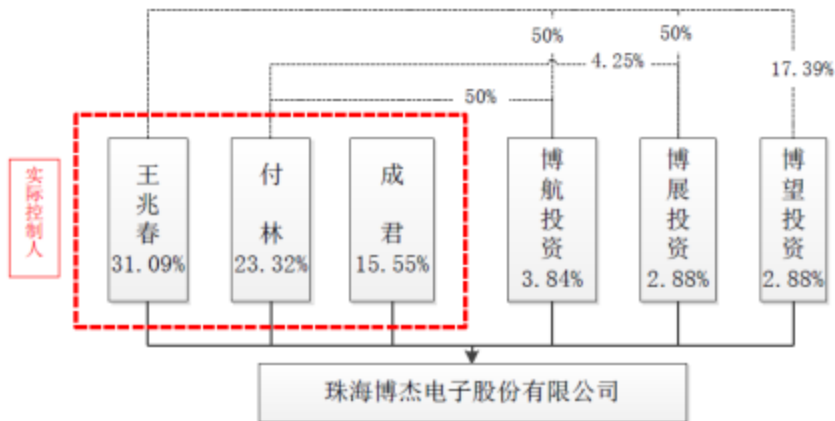 50%
50%
4.25%
17.39%
50%
实际控制人
王兆春
31.09%
付林
23.32%
成君
15.55%
博航投资
3.84%
博展投资
2.88%
博望投资
2.88%
珠海博杰电子股份有限公司